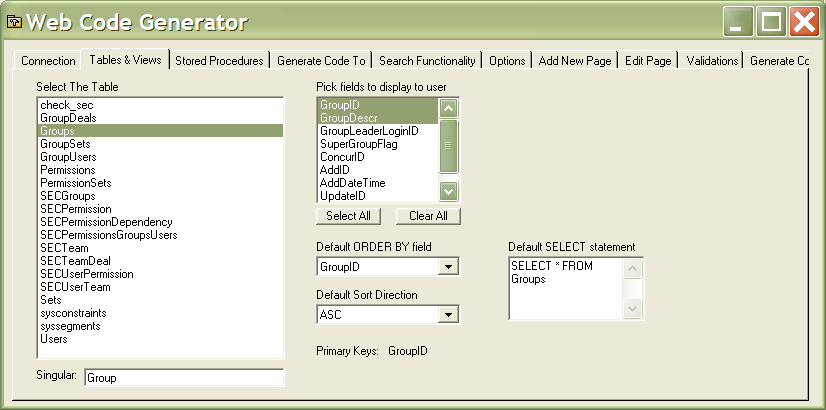 Web Code Generator
Connection Tables & Views Stored Procedures Generate Code To Search Functionality Options Add New Page Edit Page Validations Generate Co
Select The Table
check_sec
GroupDeals
Groups
GroupSets
GroupUsers
Permissions
PermissionSets
SECGroups
SECPermission
SECPermissionDependency
SECPermissionsGroupsUsers
SECTeam
SECTeamDeal
SECUserPermission
SECUserTeam
Sets
sysconstraints
syssegments
Users
Singular: Group
Pick fields to display to user
GroupID
GroupDescr
GroupLeaderLoginID
SuperGroupFlag
ConcurID
AddID
AddDateTime
UpdateID
Select All Clear All
Default ORDER BY field
GroupID
Default Sort Direction
ASC
Primary Keys: GroupID
Default SELECT statement
SELECT * FROM
Groups